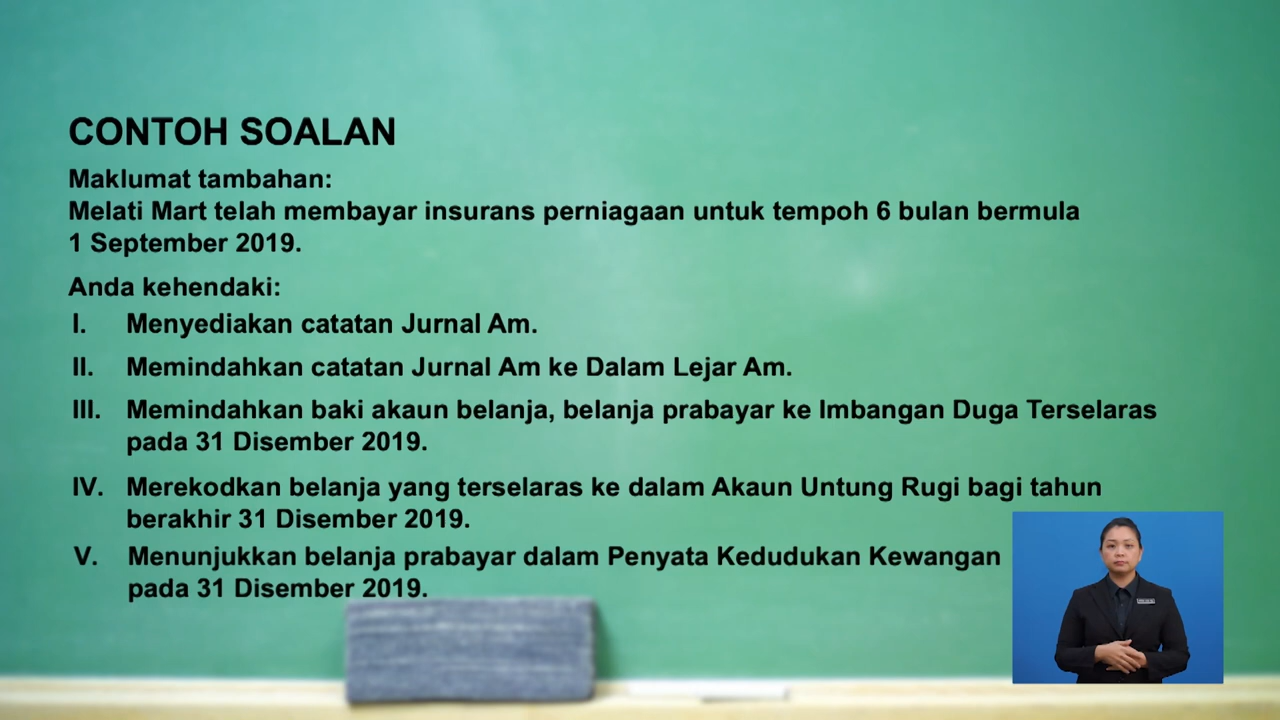 CONTOH SOALAN
Maklumat tambahan:
Melati Mart telah membayar insurans perniagaan untuk tempoh 6 bulan bermula
1 September 2019.
Anda kehendaki:
I. Menyediakan catatan Jurnal Am.
II. Memindahkan catatan Jurnal Am ke Dalam Lejar Am.
III. Memindahkan baki akaun belanja, belanja prabayar ke Imbangan Duga Terselaras
pada 31 Disember 2019.
IV. Merekodkan belanja yang terselaras ke dalam Akaun Untung Rugi bagi tahun
berakhir 31 Disember 2019.
V. Menunjukkan belanja prabayar dalam Penyata Kedudukan Kewangan
pada 31 Disember 2019.